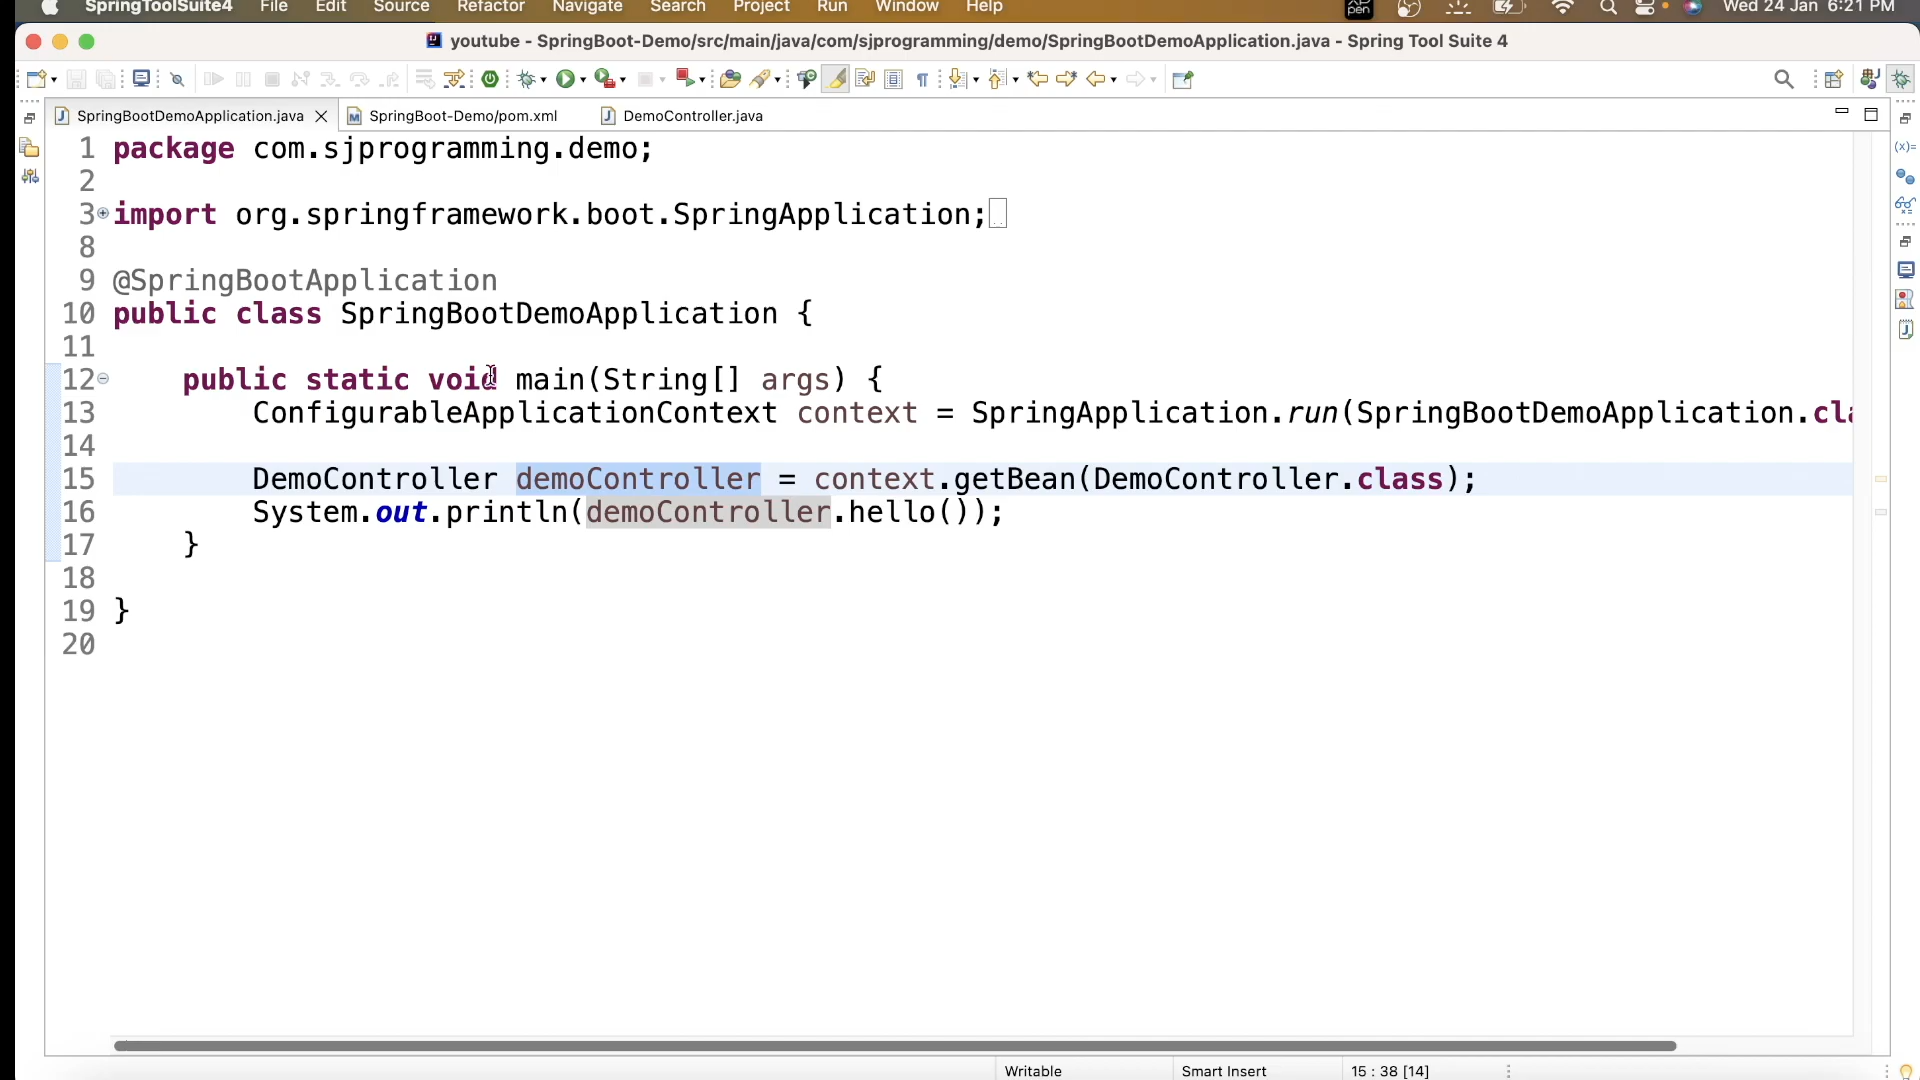 SpringToolSuite4 File Edit Source Refactor Navigate Search Project Run Window Help XP pen Wed 24 Jan 6:21 PM
youtube - SpringBoot-Demo/src/main/java/com/sjprogramming/demo/SpringBootDemoApplication.java - Spring Tool Suite 4
SpringBootDemoApplication.java SpringBoot-Demo/pom.xml DemoController.java
1 package com.sjprogramming.demo;
2
3 import org.springframework.boot.SpringApplication;
8
9 @SpringBootApplication
10 public class SpringBootDemoApplication {
11
12 public static void main(String[] args) {
13 ConfigurableApplicationContext context = SpringApplication.run(SpringBootDemoApplication.cla
14
15 DemoController demoController = context.getBean(DemoController.class);
16 System.out.println(demoController.hello());
17 }
18
19 }
20
Writable Smart Insert 15 : 38 [14]